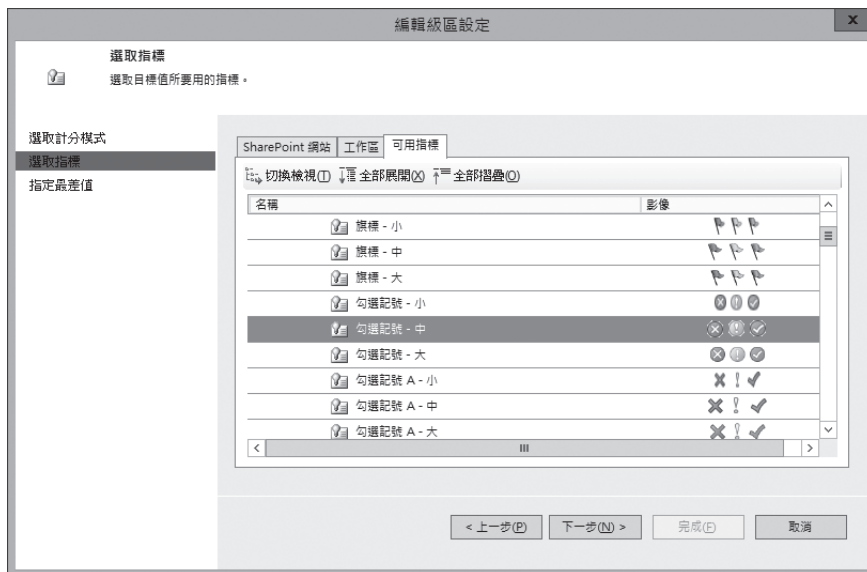 編輯級區設定
x
選取指標
選取目標值所要用的指標。
選取計分模式
選取指標
指定最差值
SharePoint 網站 工作區 可用指標
切換檢視(T) 全部展開(X) 全部摺疊(O)
名稱 影像
旗標 - 小
旗標 - 中
旗標 - 大
勾選記號 - 小
勾選記號 - 中
勾選記號 - 大
勾選記號 A - 小
勾選記號 A - 中
勾選記號 A - 大
< 上一步(P) 下一步(N) > 完成(F) 取消